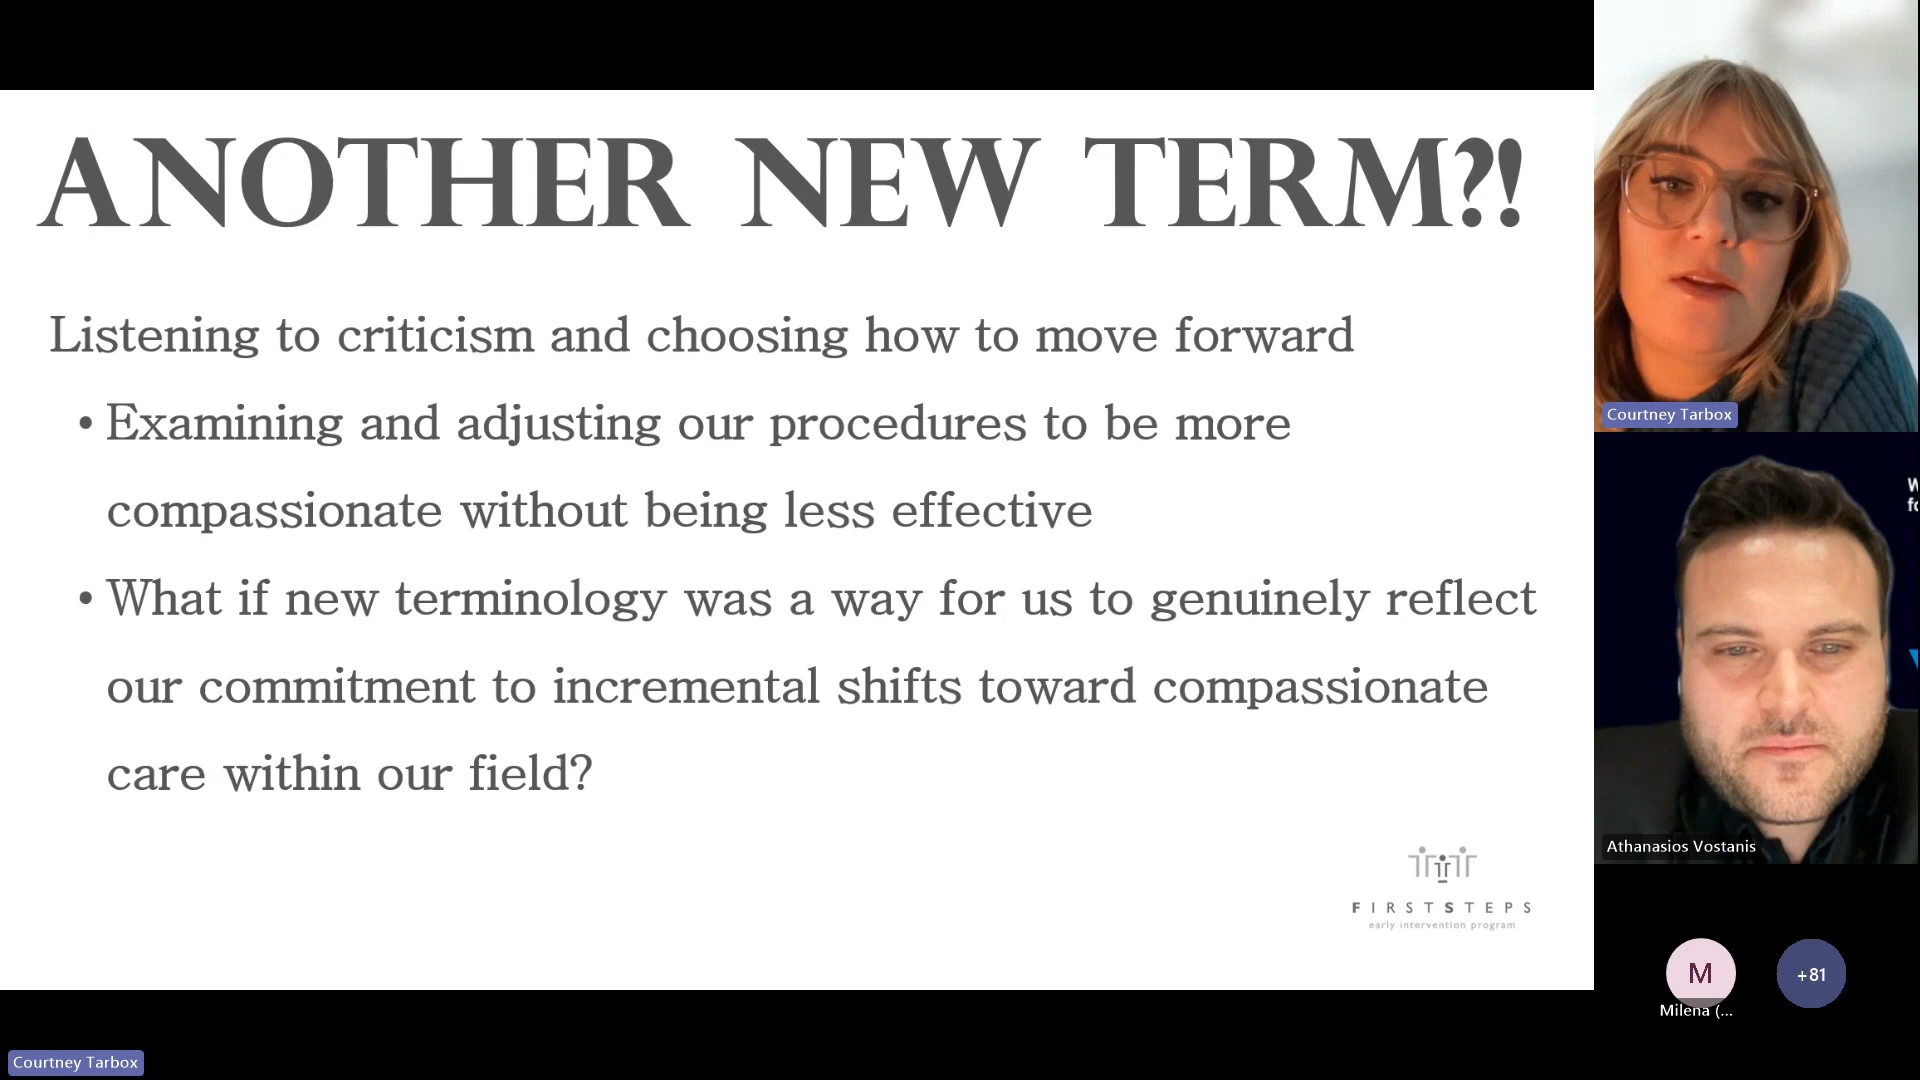 ANOTHER NEW TERM?!
Listening to criticism and choosing how to move forward
• Examining and adjusting our procedures to be more
compassionate without being less effective
• What if new terminology was a way for us to genuinely reflect
our commitment to incremental shifts toward compassionate
care within our field?
FIRSTSTEPS
early intervention program
Courtney Tarbox
Athanasios Vostanis
M
+81
Milena (...
Courtney Tarbox